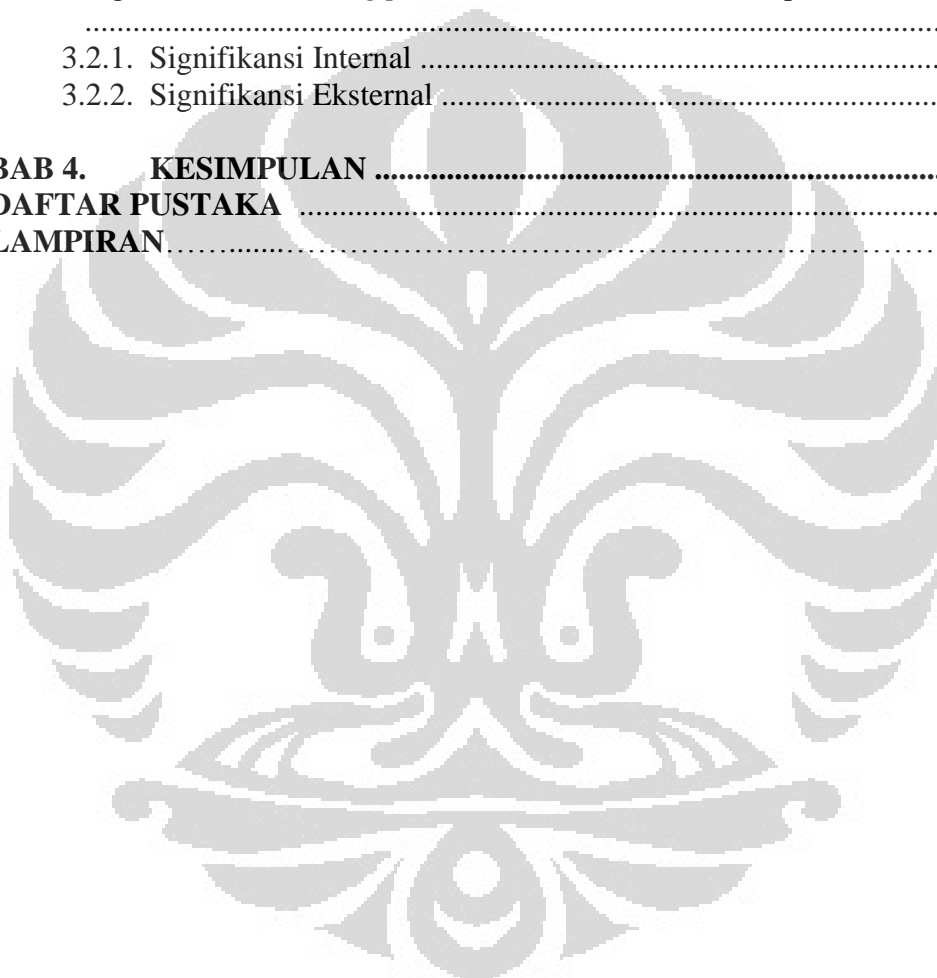 ........................................................................................................
3.2.1. Signifikansi Internal ...............................................................
3.2.2. Signifikansi Eksternal ............................................................
BAB 4. KESIMPULAN .....................................................................
DAFTAR PUSTAKA ..............................................................................
LAMPIRAN..............................................................................................